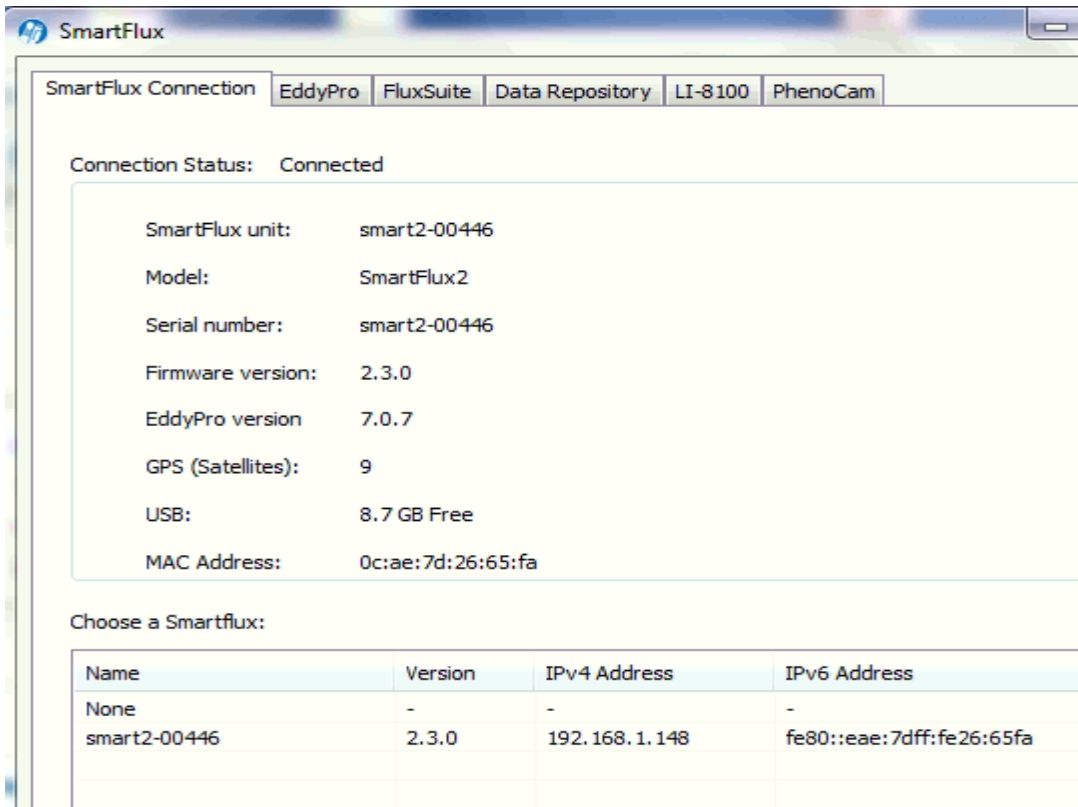 SmartFlux
SmartFlux Connection EddyPro FluxSuite Data Repository LI-8100 PhenoCam
Connection Status: Connected
SmartFlux unit: smart2-00446
Model: SmartFlux2
Serial number: smart2-00446
Firmware version: 2.3.0
EddyPro version 7.0.7
GPS (Satellites): 9
USB: 8.7 GB Free
MAC Address: 0c:ae:7d:26:65:fa
Choose a Smartflux:
Name Version IPv4 Address IPv6 Address
None - - -
smart2-00446 2.3.0 192.168.1.148 fe80::eae:7dff:fe26:65fa